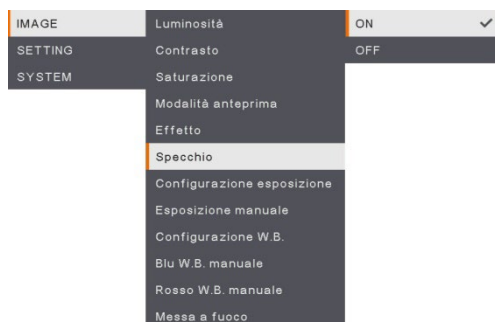 IMAGE
SETTING
SYSTEM
Luminosità
Contrasto
Saturazione
Modalità anteprima
Effetto
Specchio
Configurazione esposizione
Esposizione manuale
Configurazione W.B.
Blu W.B. manuale
Rosso W.B. manuale
Messa a fuoco
ON
OFF